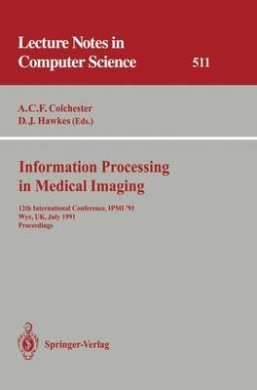 Lecture Notes in
Computer Science 511
A.C.F. Colchester
D.J. Hawkes (Eds.)
Information Processing
in Medical Imaging
12th International Conference, IPMI '91
Wye, UK, July 1991
Proceedings
Springer-Verlag